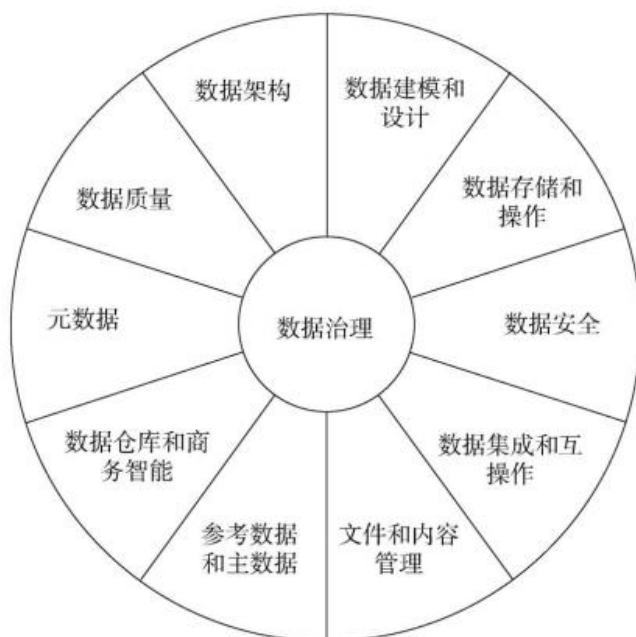 数据架构
数据建模和
设计
数据存储和
操作
数据安全
数据集成和互
操作
文件和内容
管理
参考数据
和主数据
数据仓库和商
务智能
元数据
数据质量
数据治理